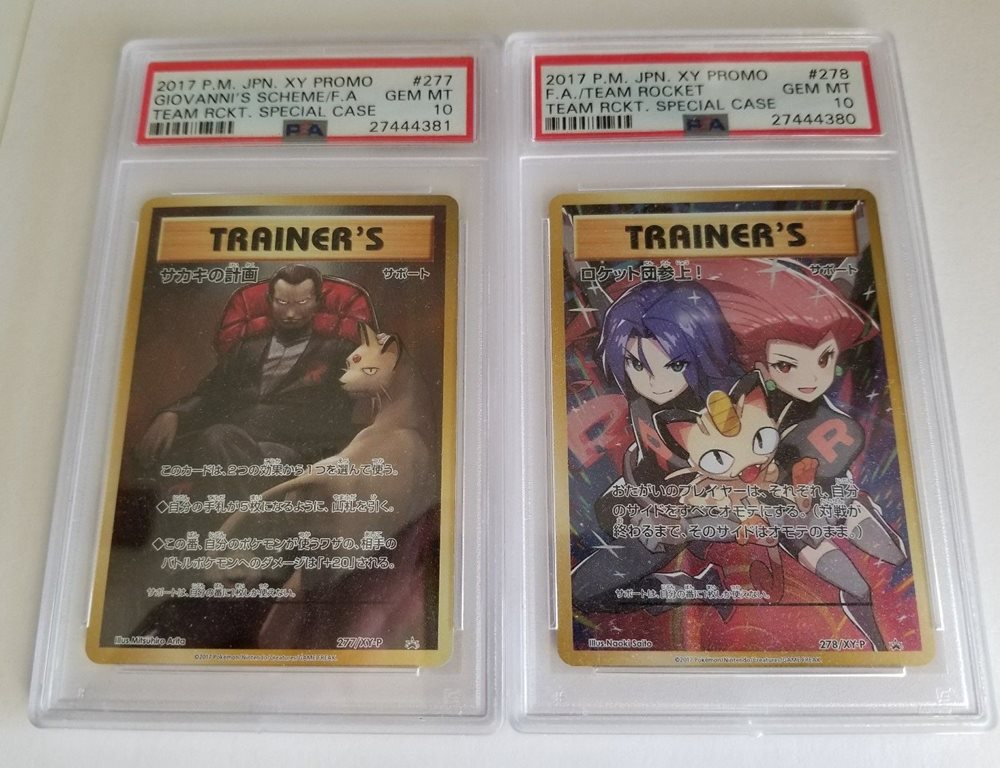 2017 P.M. JPN. XY PROMO #277
GIOVANNI'S SCHEME/F.A GEM MT
TEAM RCKT. SPECIAL CASE 10
PSA 27444381
TRAINER'S
サカキの計画 サポート
このカードは、2つの効果から1つを選んで使う。
◇自分の手札が5枚になるように、山札を引く。
◇この番、自分のポケモンが使うワザの、相手の
バトルポケモンへのダメージは「+20」される。
サポートは、自分の番に1枚しか使えない。
Illus.Mitsuhiro Arita 277/XY-P
©2017 Pokémon/Nintendo/Creatures/GAME FREAK.
2017 P.M. JPN. XY PROMO #278
F.A./TEAM ROCKET GEM MT
TEAM RCKT. SPECIAL CASE 10
PSA 27444380
TRAINER'S
ロケット団参上! サポート
R R
おたがいのプレイヤーは、それぞれ、自分
のサイドをすべてオモテにする。(対戦が
終わるまで、そのサイドはオモテのまま。)
サポートは、自分の番に1枚しか使えない。
Illus.Naoki Saito 278/XY-P
©2017 Pokémon/Nintendo/Creatures/GAME FREAK.